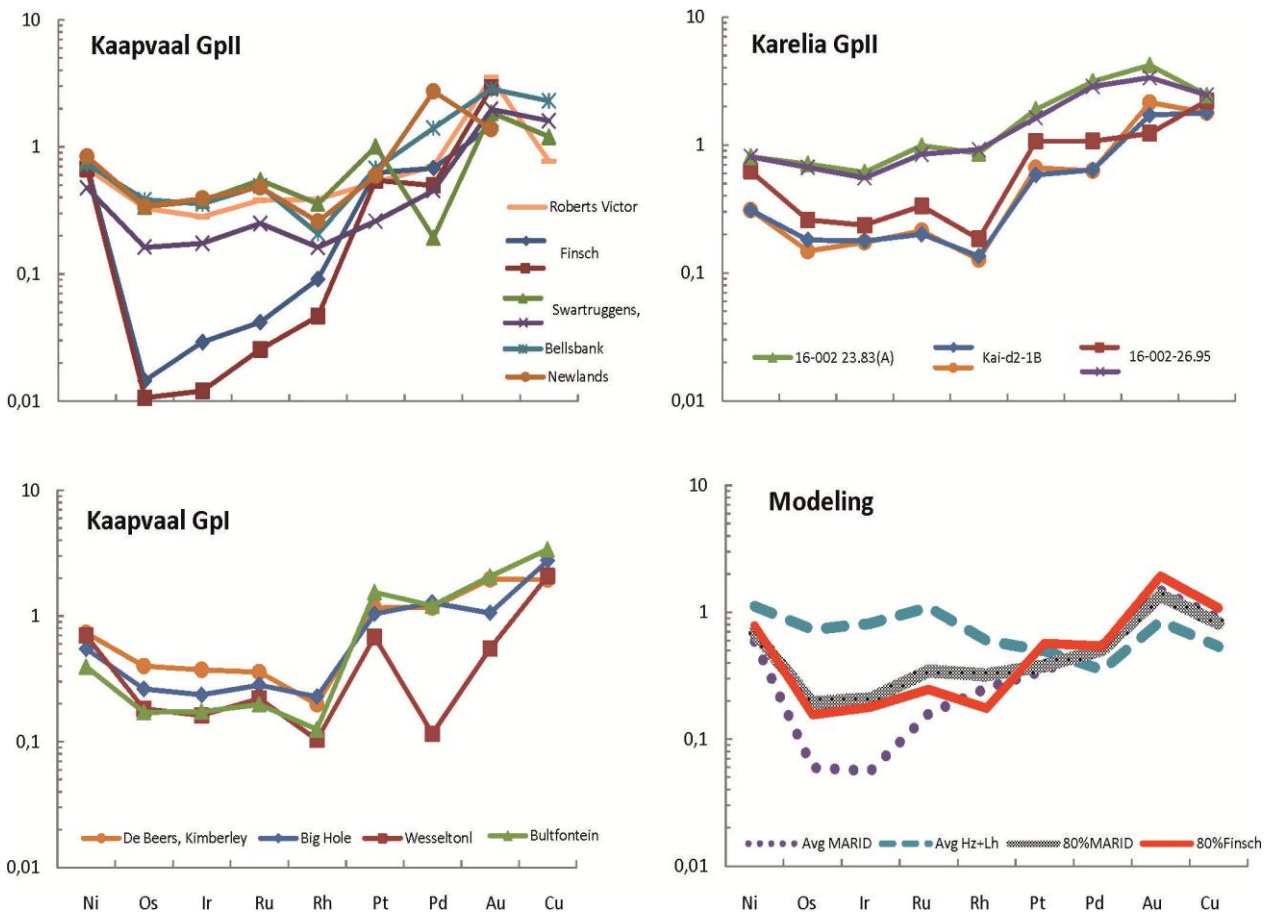 Kaapvaal GpII
10
1
0,1
0,01
Roberts Victor
Finsch
Swartruggens,
Bellsbank
Newlands
Karelia GpII
10
1
0,1
0,01
16-002 23.83(A)
Kai-d2-1B
16-002-26.95
Kaapvaal GpI
10
1
0,1
0,01
De Beers, Kimberley
Big Hole
Wesseltonl
Bultfontein
Ni Os Ir Ru Rh Pt Pd Au Cu
Modeling
10
1
0,1
0,01
Avg MARID
Avg Hz+Lh
80%MARID
80%Finsch
Ni Os Ir Ru Rh Pt Pd Au Cu